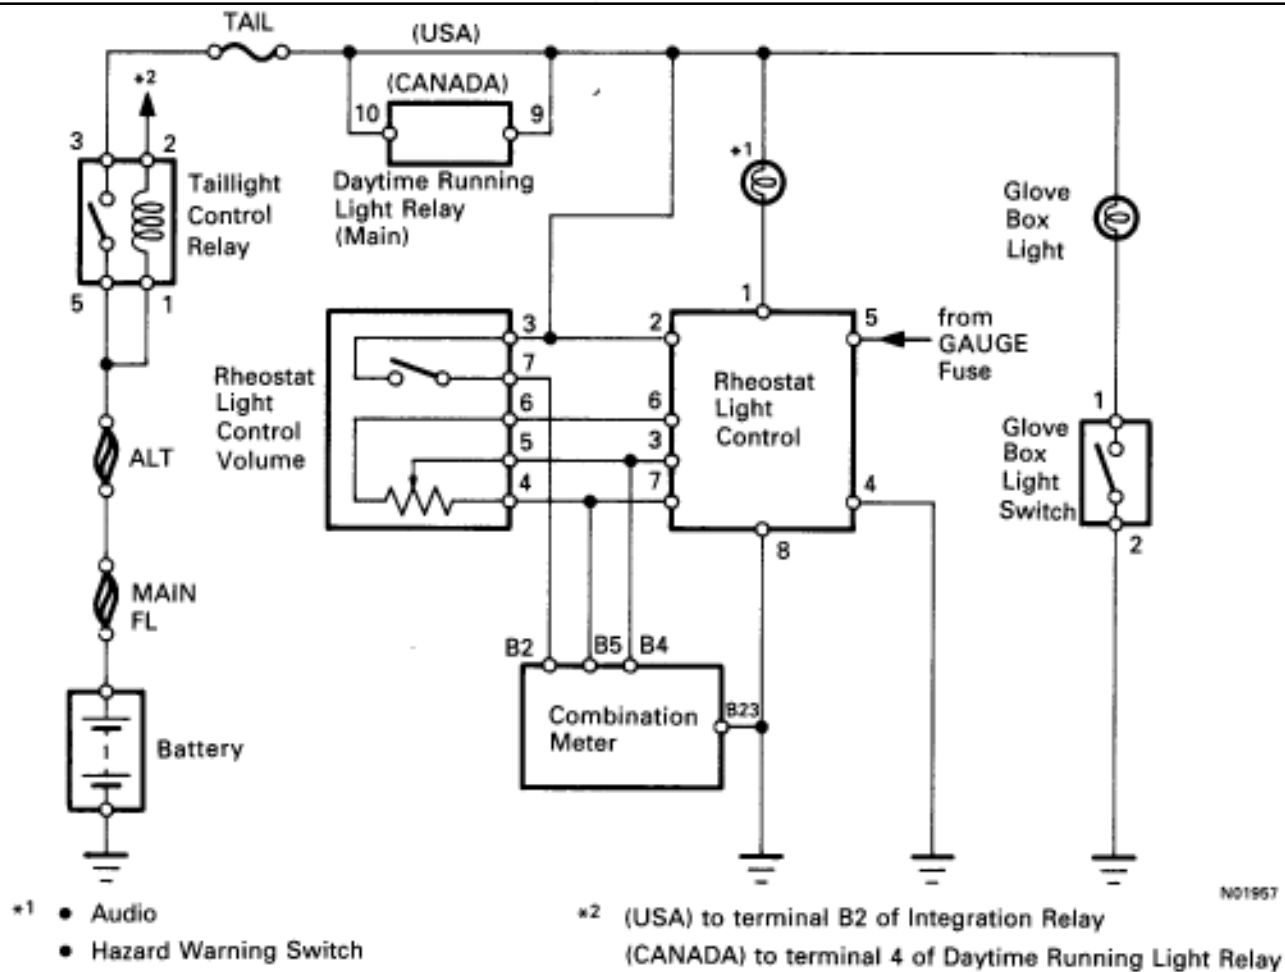 TAIL
(USA)
*2
(CANADA)
10
9
3
2
*1
Taillight
Control
Relay
Daytime Running
Light Relay
(Main)
Glove
Box
Light
5
1
1
5
from
GAUGE
Fuse
3
2
7
Rheostat
Light
Control
Volume
Rheostat
Light
Control
6
6
5
3
4
7
4
1
Glove
Box
Light
Switch
2
ALT
8
MAIN
FL
B2
B5
B4
Combination
Meter
B23
Battery
N01957
*1 ● Audio
● Hazard Warning Switch
*2 (USA) to terminal B2 of Integration Relay
(CANADA) to terminal 4 of Daytime Running Light Relay